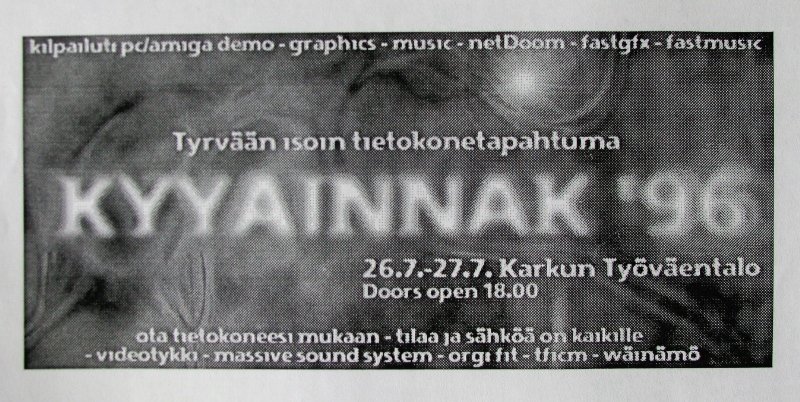 kilpailut: pc/amiga demo - graphics - music - netDoom - fastgfx - fastmusic
Tyrvään isoin tietokonetapahtuma
KYYAINNAK '96
26.7.-27.7. Karkun Työväentalo
Doors open 18.00
ota tietokoneesi mukaan - tilaa ja sähköä on kaikille
- videotykki - massive sound system - orgi fit - tficm - wäinämö